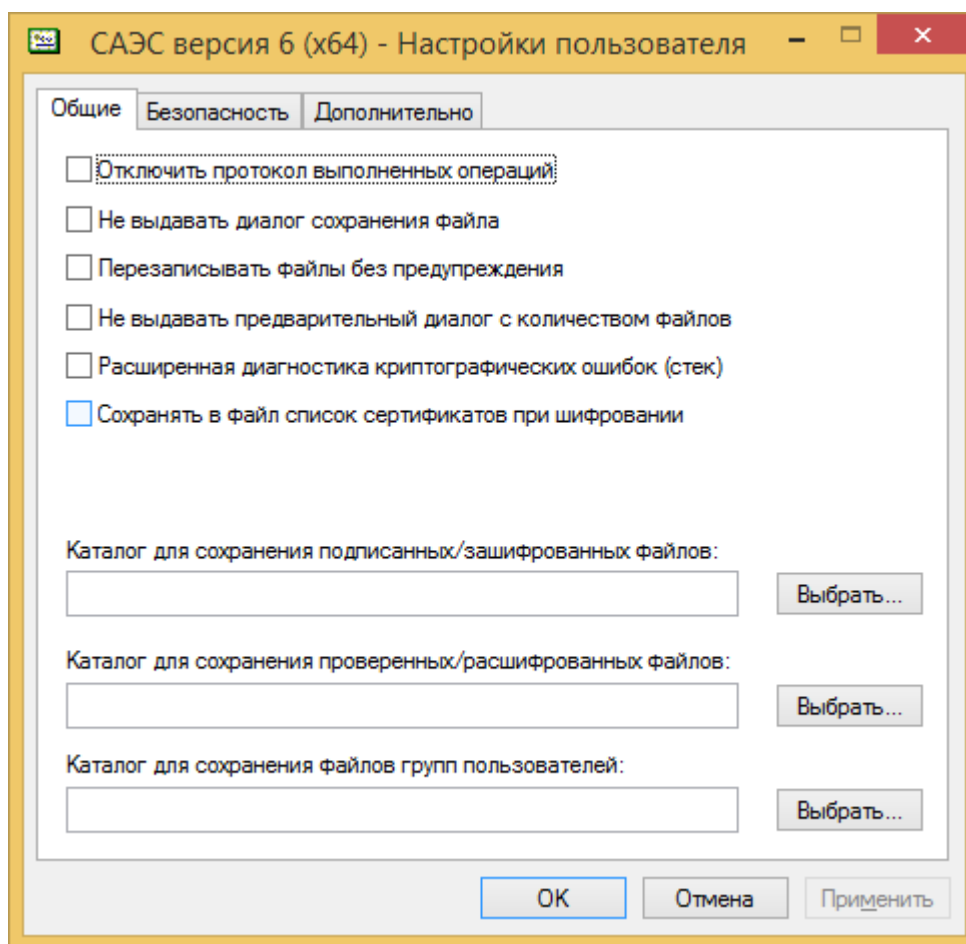 САЭС версия 6 (x64) - Настройки пользователя
Общие Безопасность Дополнительно
Отключить протокол выполненных операций
Не выдавать диалог сохранения файла
Перезаписывать файлы без предупреждения
Не выдавать предварительный диалог с количеством файлов
Расширенная диагностика криптографических ошибок (стек)
Сохранять в файл список сертификатов при шифровании
Каталог для сохранения подписанных/зашифрованных файлов:
Выбрать...
Каталог для сохранения проверенных/расшифрованных файлов:
Выбрать...
Каталог для сохранения файлов групп пользователей:
Выбрать...
OK Отмена Применить